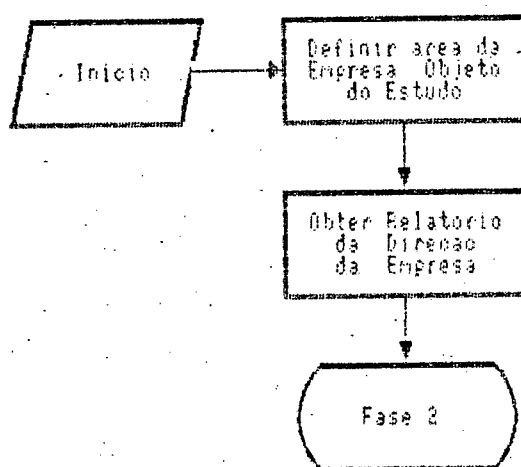 Inicio
Definir area da
Empresa Objeto
do Estudo
Obter Relatorio
da Direcao
da Empresa
Fase 2